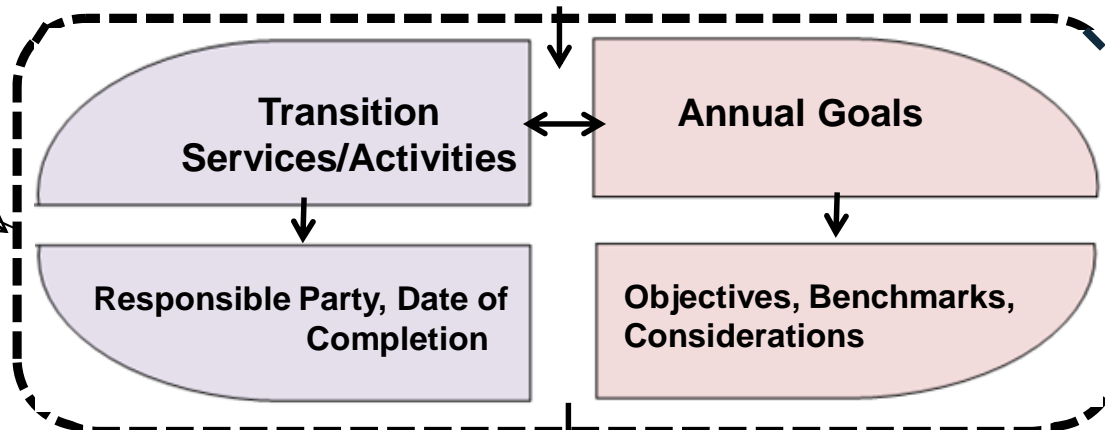 Transition
Services/Activities
Annual Goals
Responsible Party, Date of
Completion
Objectives, Benchmarks,
Considerations